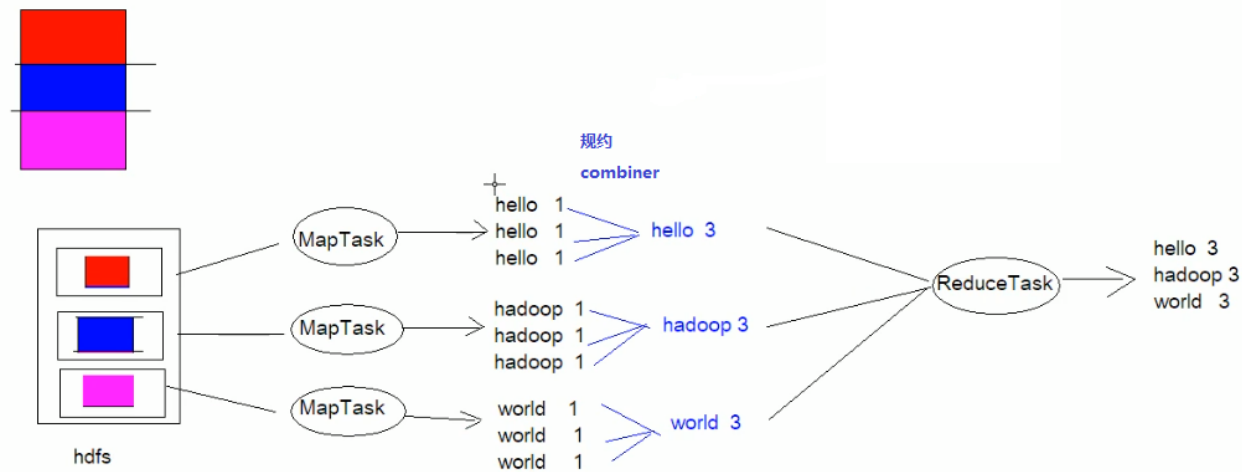 规约
combiner
hello 1
hello 1
hello 1
hello 3
MapTask
hadoop 1
hadoop 1
hadoop 1
hadoop 3
MapTask
world 1
world 1
world 1
world 3
MapTask
ReduceTask
hello 3
hadoop 3
world 3
hdfs